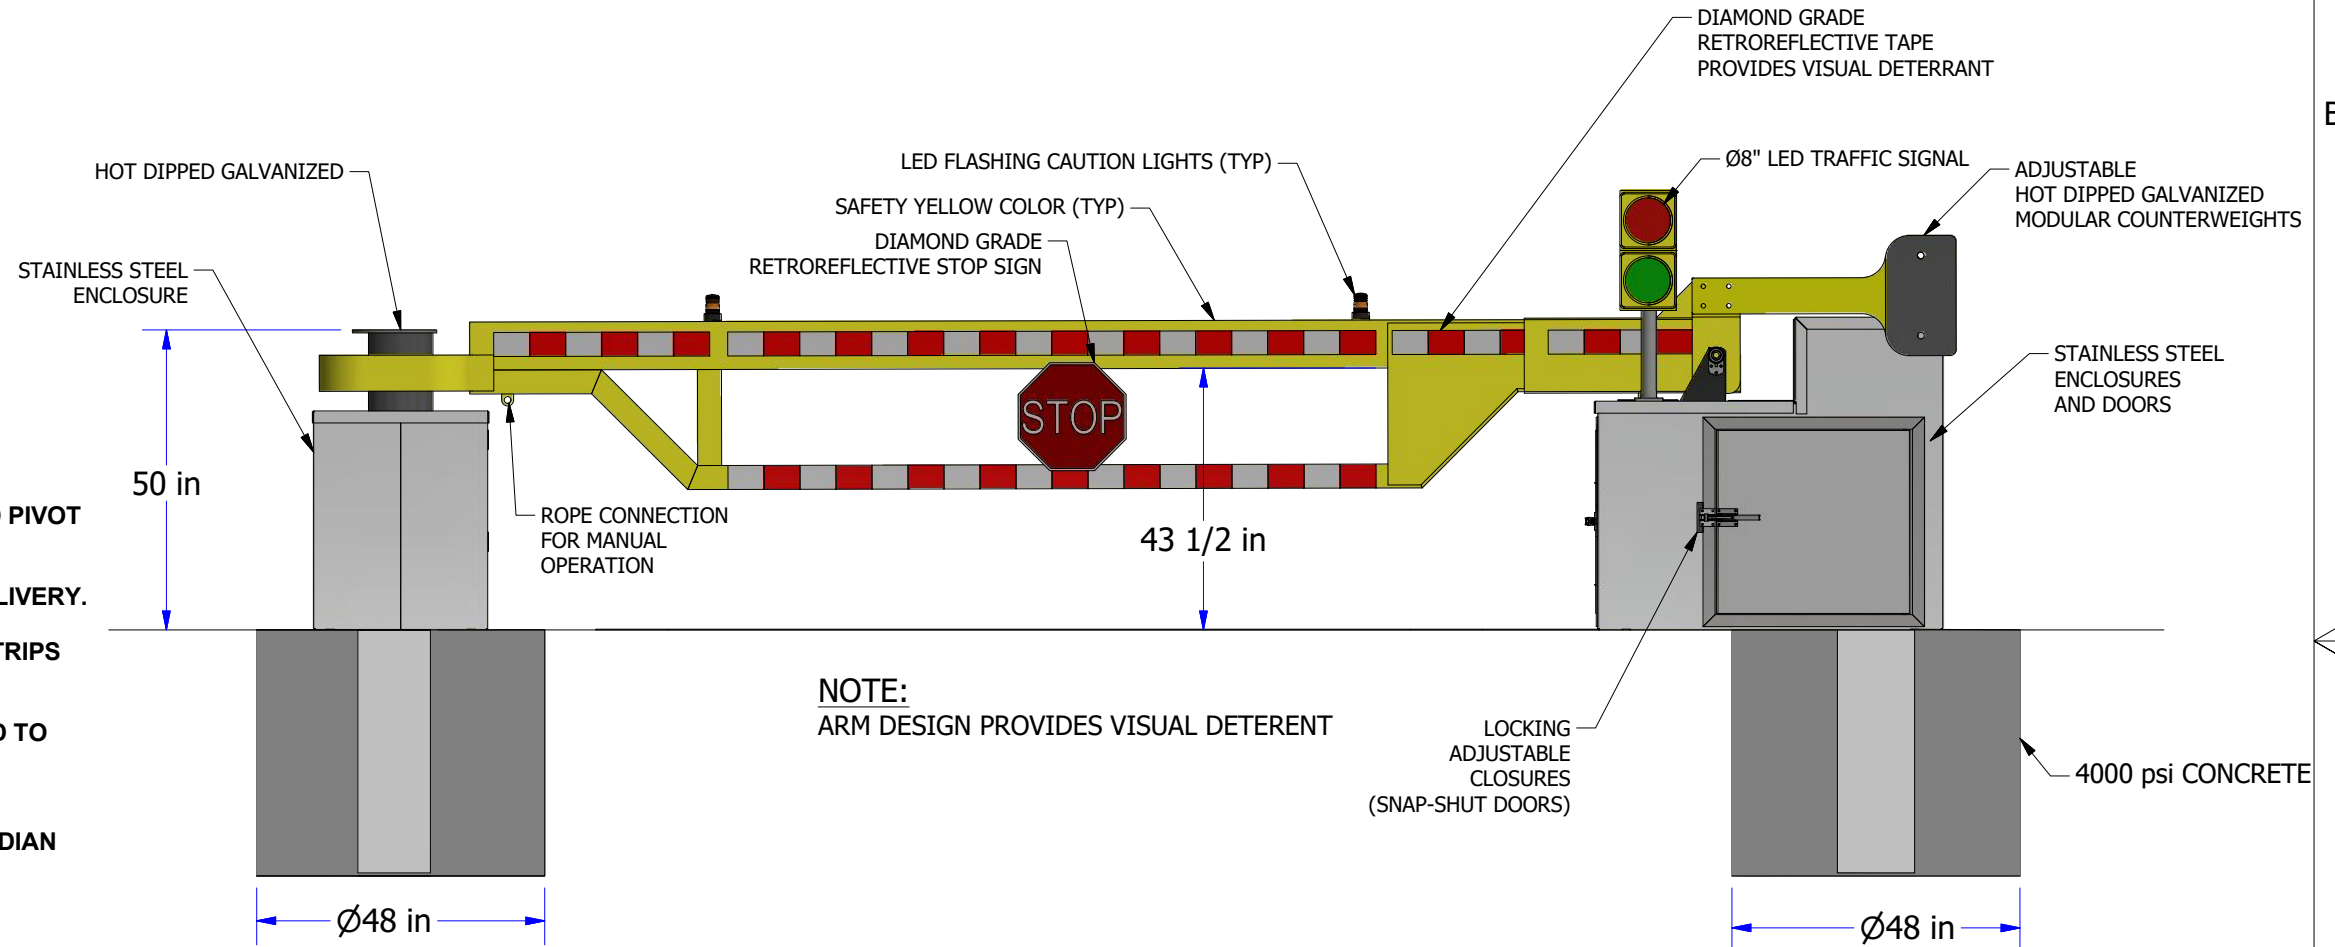 DIAMOND GRADE
RETROREFLECTIVE TAPE
PROVIDES VISUAL DETERRANT
HOT DIPPED GALVANIZED
LED FLASHING CAUTION LIGHTS (TYP)
Ø8" LED TRAFFIC SIGNAL
ADJUSTABLE
HOT DIPPED GALVANIZED
MODULAR COUNTERWEIGHTS
SAFETY YELLOW COLOR (TYP)
DIAMOND GRADE
RETROREFLECTIVE STOP SIGN
STAINLESS STEEL
ENCLOSURE
STAINLESS STEEL
ENCLOSURES
AND DOORS
STOP
50 in
PIVOT
ROPE CONNECTION
FOR MANUAL
OPERATION
43 1/2 in
LIVERY.
TRIPS
NOTE:
ARM DESIGN PROVIDES VISUAL DETERENT
TO
LOCKING
ADJUSTABLE
CLOSURES
(SNAP-SHUT DOORS)
4000 psi CONCRETE
DIAN
Ø48 in
Ø48 in